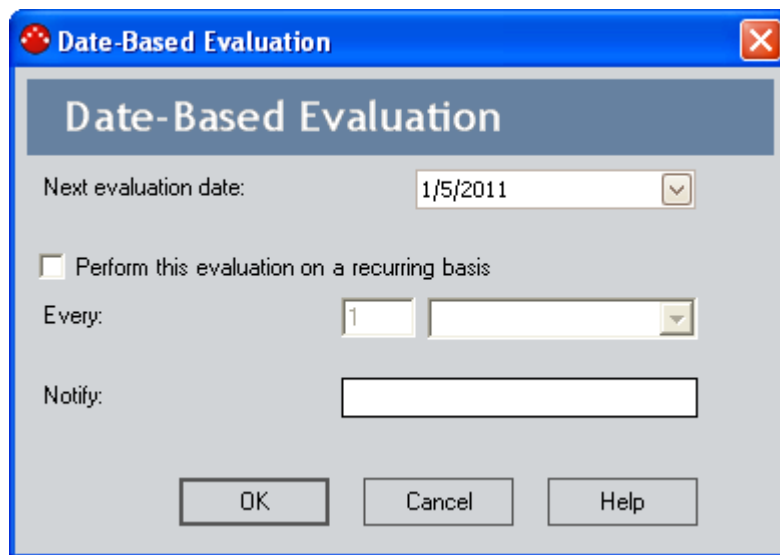 Date-Based Evaluation
Date-Based Evaluation
Next evaluation date: 1/5/2011
Perform this evaluation on a recurring basis
Every: 1
Notify:
OK Cancel Help